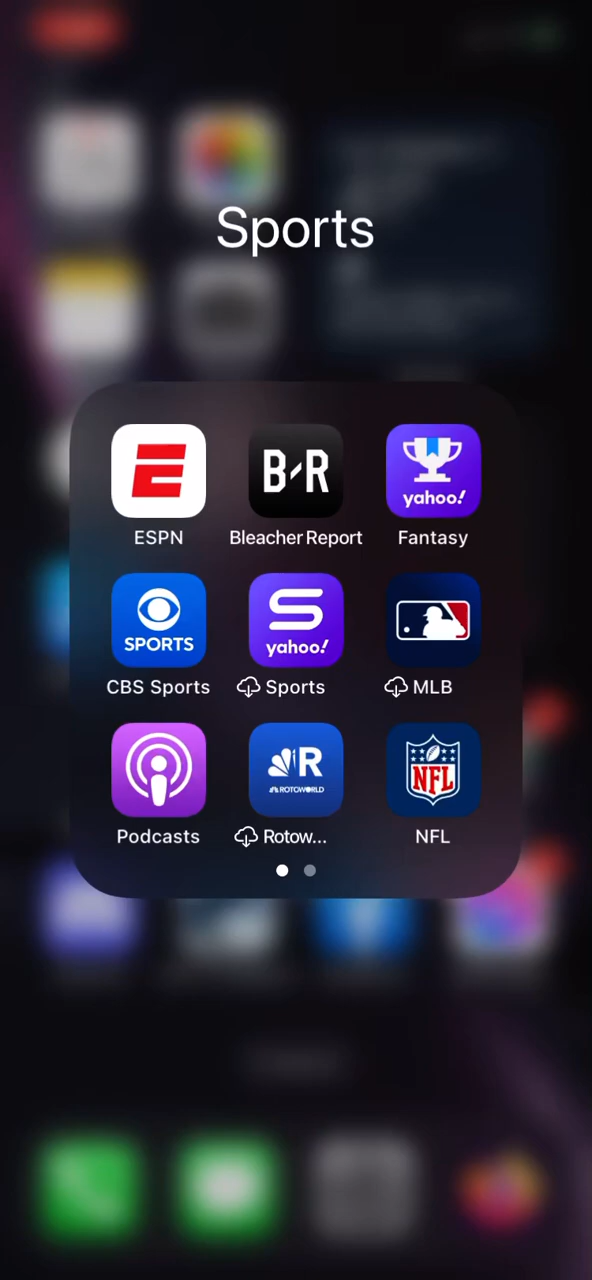 Sports
E
B/R
yahoo!
ESPN
Bleacher Report
Fantasy
SPORTS
S
yahoo!
CBS Sports
Sports
MLB
R
ROTOWORLD
NFL
Podcasts
Rotow...
NFL